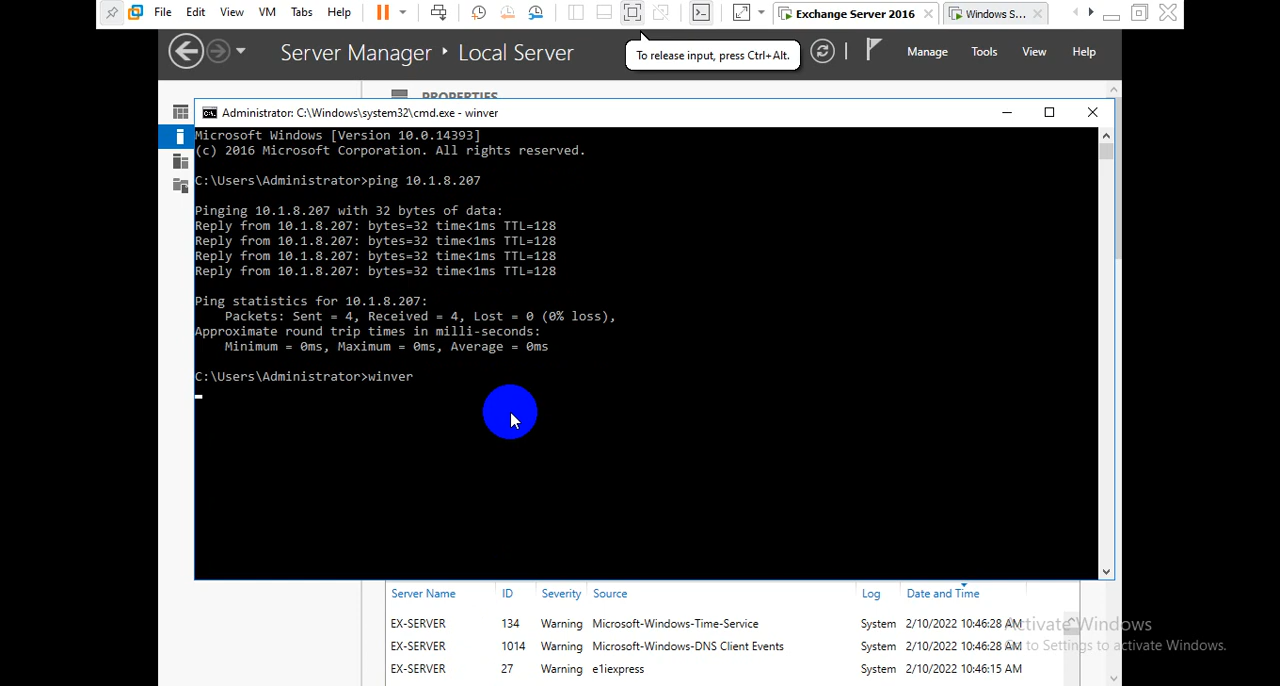 File Edit View VM Tabs Help
Exchange Server 2016
Windows S...
Server Manager ‣ Local Server
To release input, press Ctrl+Alt.
Manage Tools View Help
PROPERTIES
Administrator: C:\Windows\system32\cmd.exe - winver
Microsoft Windows [Version 10.0.14393]
(c) 2016 Microsoft Corporation. All rights reserved.
C:\Users\Administrator>ping 10.1.8.207
Pinging 10.1.8.207 with 32 bytes of data:
Reply from 10.1.8.207: bytes=32 time<1ms TTL=128
Reply from 10.1.8.207: bytes=32 time<1ms TTL=128
Reply from 10.1.8.207: bytes=32 time<1ms TTL=128
Reply from 10.1.8.207: bytes=32 time<1ms TTL=128
Ping statistics for 10.1.8.207:
Packets: Sent = 4, Received = 4, Lost = 0 (0% loss),
Approximate round trip times in milli-seconds:
Minimum = 0ms, Maximum = 0ms, Average = 0ms
C:\Users\Administrator>winver
Server Name ID Severity Source Log Date and Time
EX-SERVER 134 Warning Microsoft-Windows-Time-Service System 2/10/2022 10:46:28 AM
EX-SERVER 1014 Warning Microsoft-Windows-DNS Client Events System 2/10/2022 10:46:28 AM
EX-SERVER 27 Warning e1iexpress System 2/10/2022 10:46:15 AM
Activate Windows
Go to Settings to activate Windows.